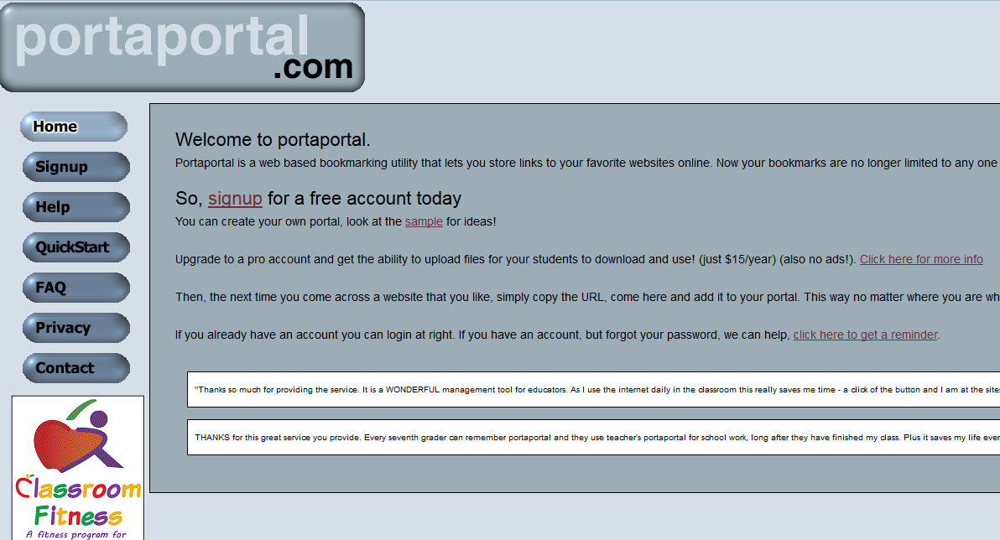 portaportal
.com
Home
Signup
Help
QuickStart
FAQ
Privacy
Contact
Classroom
Fitness
A fitness program for
Welcome to portaportal.
Portaportal is a web based bookmarking utility that lets you store links to your favorite websites online. Now your bookmarks are no longer limited to any one
So, signup for a free account today
You can create your own portal, look at the sample for ideas!
Upgrade to a pro account and get the ability to upload files for your students to download and use! (just $15/year) (also no ads!). Click here for more info
Then, the next time you come across a website that you like, simply copy the URL, come here and add it to your portal. This way no matter where you are wh
If you already have an account you can login at right. If you have an account, but forgot your password, we can help, click here to get a reminder.
"Thanks so much for providing the service. It is a WONDERFUL management tool for educators. As I use the internet daily in the classroom this really saves me time - a click of the button and I am at the sites
THANKS for this great service you provide. Every seventh grader can remember portaportal and they use teacher's portaportal for school work, long after they have finished my class. Plus it saves my life ever